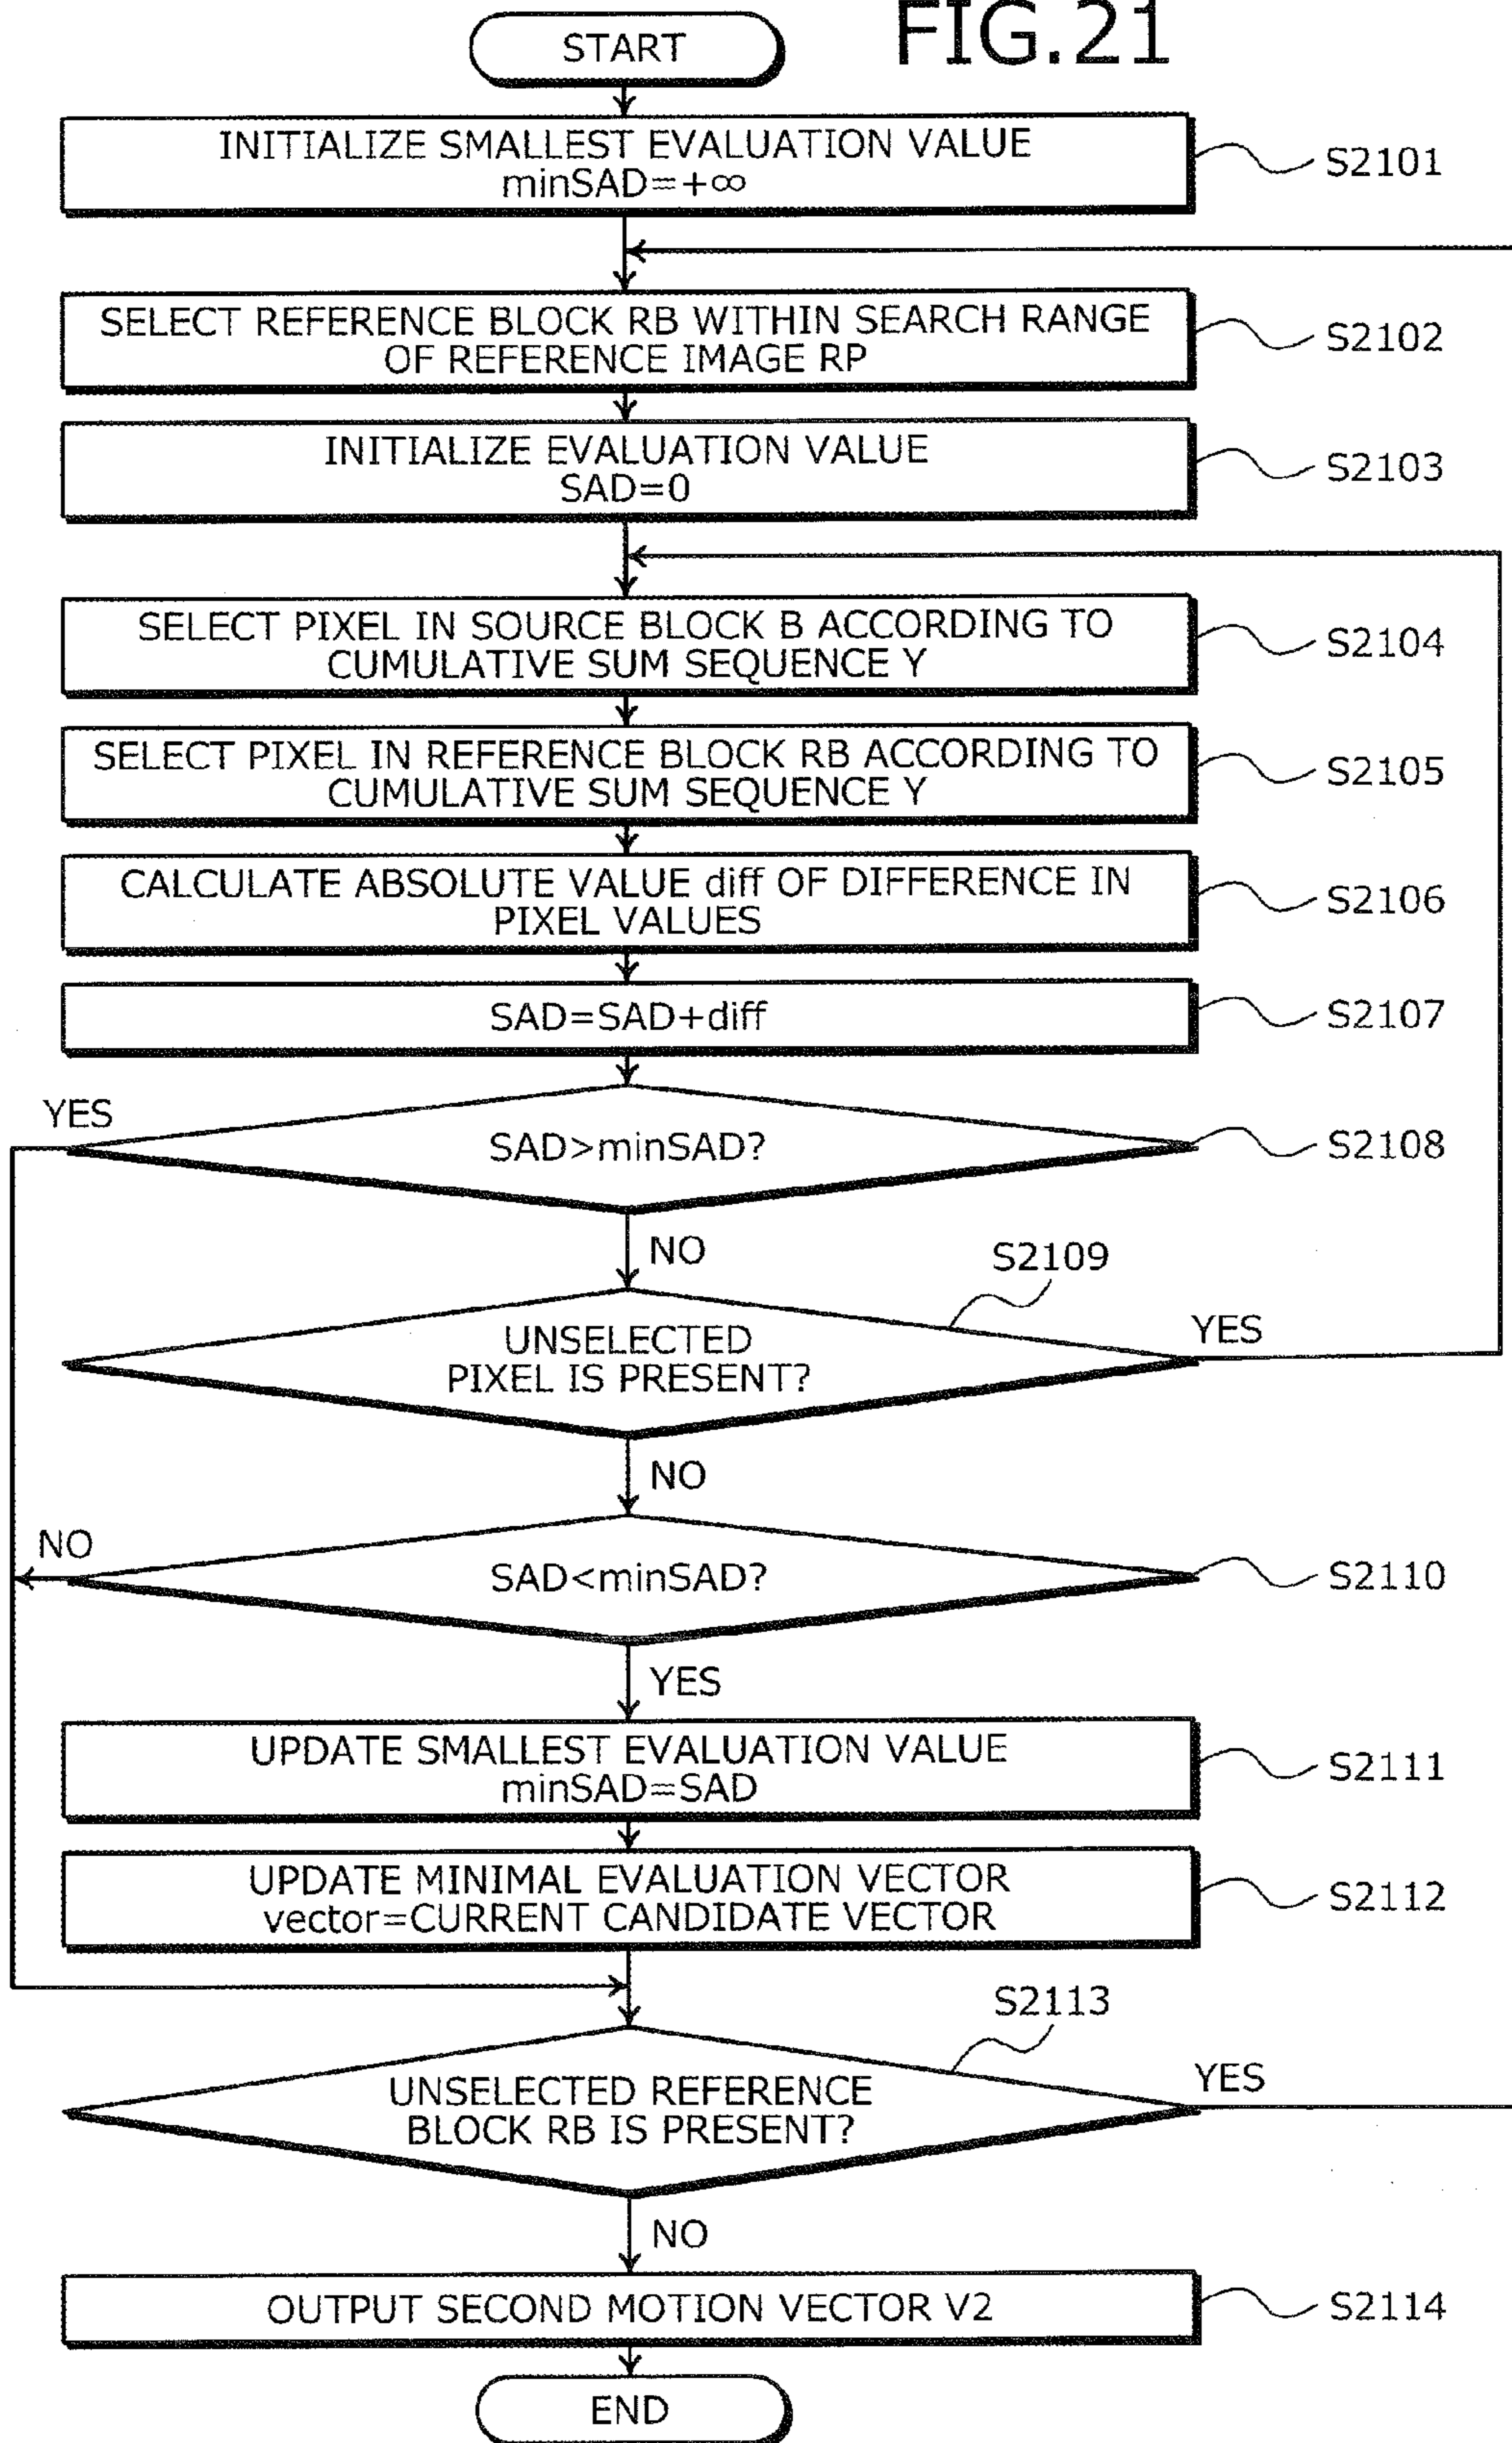 FIG.21
START
INITIALIZE SMALLEST EVALUATION VALUE
minSAD=+∞
S2101
SELECT REFERENCE BLOCK RB WITHIN SEARCH RANGE
OF REFERENCE IMAGE RP
S2102
INITIALIZE EVALUATION VALUE
SAD=0
S2103
SELECT PIXEL IN SOURCE BLOCK B ACCORDING TO
CUMULATIVE SUM SEQUENCE Y
S2104
SELECT PIXEL IN REFERENCE BLOCK RB ACCORDING TO
CUMULATIVE SUM SEQUENCE Y
S2105
CALCULATE ABSOLUTE VALUE diff OF DIFFERENCE IN
PIXEL VALUES
S2106
SAD=SAD+diff
S2107
YES
SAD>minSAD?
S2108
NO
S2109
UNSELECTED
PIXEL IS PRESENT?
YES
NO
NO
SAD<minSAD?
S2110
YES
UPDATE SMALLEST EVALUATION VALUE
minSAD=SAD
S2111
UPDATE MINIMAL EVALUATION VECTOR
vector=CURRENT CANDIDATE VECTOR
S2112
S2113
UNSELECTED REFERENCE
BLOCK RB IS PRESENT?
YES
NO
OUTPUT SECOND MOTION VECTOR V2
S2114
END